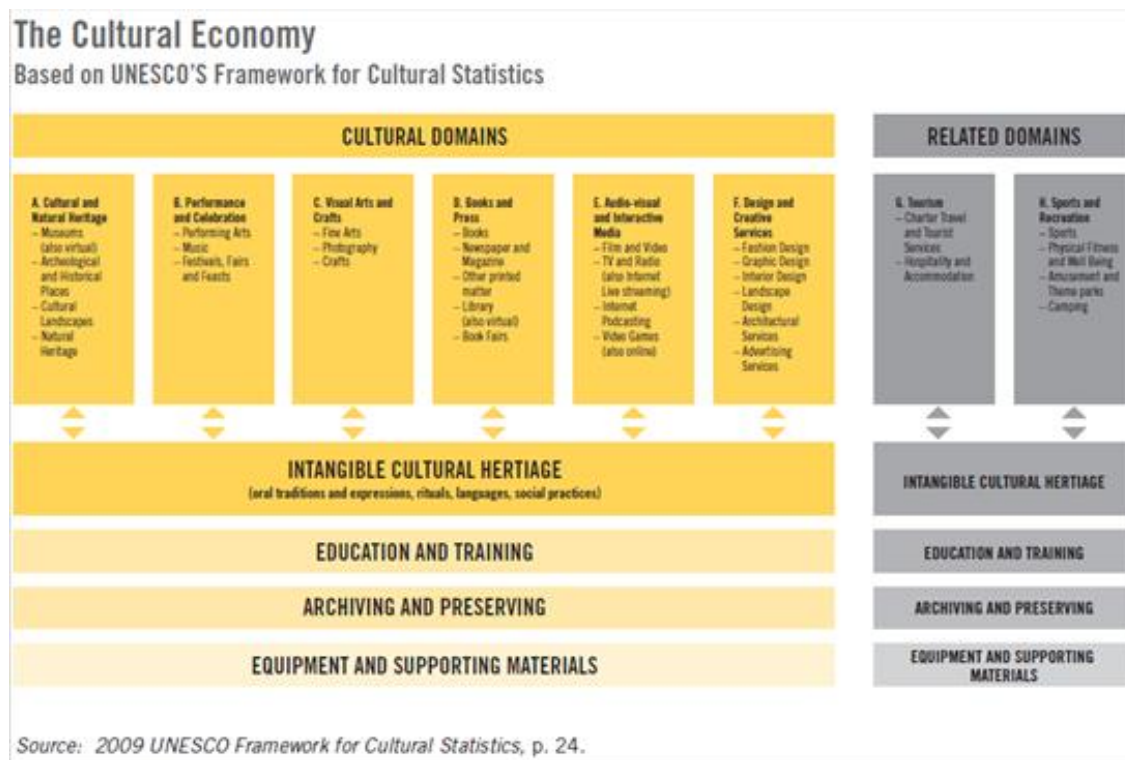 The Cultural Economy
Based on UNESCO'S Framework for Cultural Statistics
CULTURAL DOMAINS
RELATED DOMAINS
A. Cultural and
Natural Heritage
– Museums
(also virtual)
– Archeological
and Historical
Places
– Cultural
Landscapes
– Natural
Heritage
B. Performance
and Celebration
– Performing Arts
– Music
– Festivals, Fairs
and Feasts
C. Visual Arts and
Crafts
– Fine Arts
– Photography
– Crafts
D. Books and
Press
– Books
– Newspaper and
Magazine
– Other printed
matter
– Library
(also virtual)
– Book Fairs
E. Audio-visual
and Interactive
Media
– Film and Video
– TV and Radio
(also Internet
Live streaming)
– Internet
Podcasting
– Video Games
(also online)
F. Design and
Creative
Services
– Fashion Design
– Graphic Design
– Interior Design
– Landscape
Design
– Architectural
Services
– Advertising
Services
G. Tourism
– Charter Travel
and Tourist
Services
– Hospitality and
Accommodation
H. Sports and
Recreation
– Sports
– Physical Fitness
and Well Being
– Amusement and
Theme parks
– Camping
INTANGIBLE CULTURAL HERTIAGE
(oral traditions and expressions, rituals, languages, social practices)
INTANGIBLE CULTURAL HERTIAGE
EDUCATION AND TRAINING
EDUCATION AND TRAINING
ARCHIVING AND PRESERVING
ARCHIVING AND PRESERVING
EQUIPMENT AND SUPPORTING MATERIALS
EQUIPMENT AND SUPPORTING
MATERIALS
Source: 2009 UNESCO Framework for Cultural Statistics, p. 24.